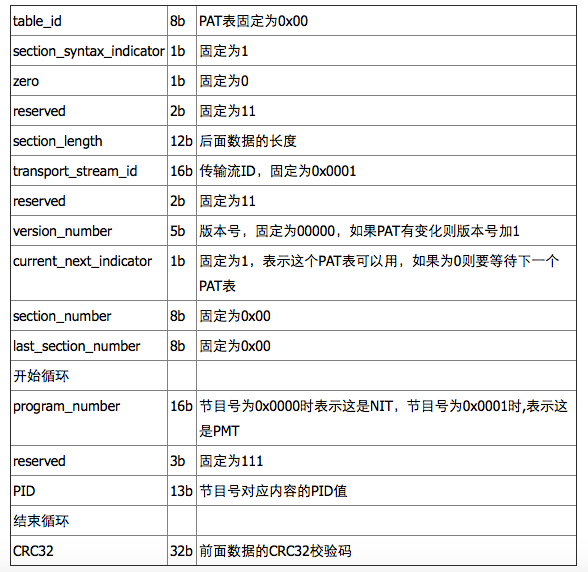 table_id 8b PAT表固定为0x00
section_syntax_indicator 1b 固定为1
zero 1b 固定为0
reserved 2b 固定为11
section_length 12b 后面数据的长度
transport_stream_id 16b 传输流ID，固定为0x0001
reserved 2b 固定为11
version_number 5b 版本号，固定为00000，如果PAT有变化则版本号加1
current_next_indicator 1b 固定为1，表示这个PAT表可以用，如果为0则要等待下一个
PAT表
section_number 8b 固定为0x00
last_section_number 8b 固定为0x00
开始循环
program_number 16b 节目号为0x0000时表示这是NIT，节目号为0x0001时,表示这
是PMT
reserved 3b 固定为111
PID 13b 节目号对应内容的PID值
结束循环
CRC32 32b 前面数据的CRC32校验码